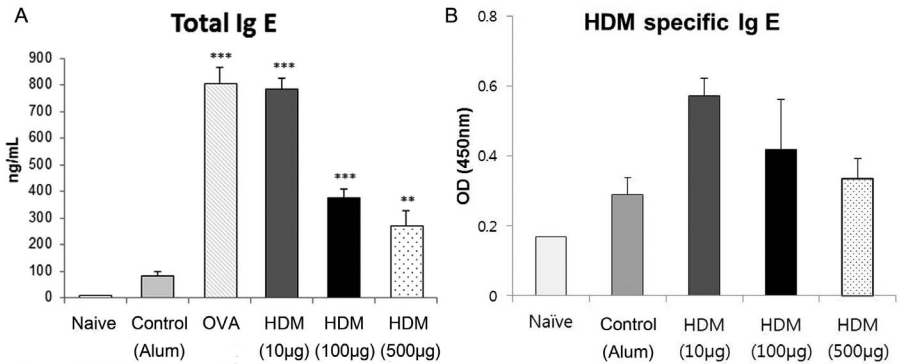 A
Total Ig E
ng/mL
900
800
700
600
500
400
300
200
100
0
***
***
***
**
Naive Control OVA HDM HDM HDM
(Alum) (10µg) (100µg) (500µg)
B
HDM specific Ig E
OD (450nm)
0.8
0.6
0.4
0.2
0
Naïve Control HDM HDM HDM
(Alum) (10µg) (100µg) (500µg)